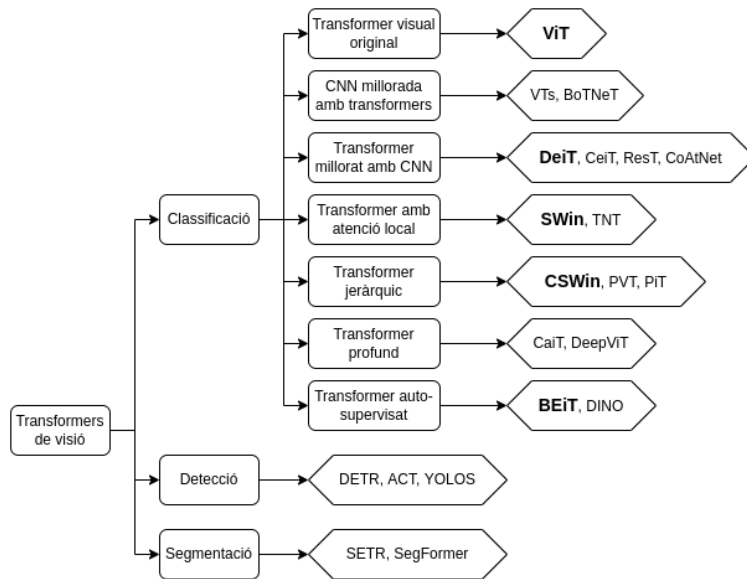 Transformer visual
original
ViT
CNN millorada
amb transformers
VTs, BoTNeT
Transformer
millorat amb CNN
DeiT, CeiT, ResT, CoAtNet
Classificació
Transformer amb
atenció local
SWin, TNT
Transformer
jeràrquic
CSWin, PVT, PiT
Transformer
profund
CaiT, DeepViT
Transformer auto-
supervisat
BEiT, DINO
Transformers
de visió
Detecció
DETR, ACT, YOLOS
Segmentació
SETR, SegFormer